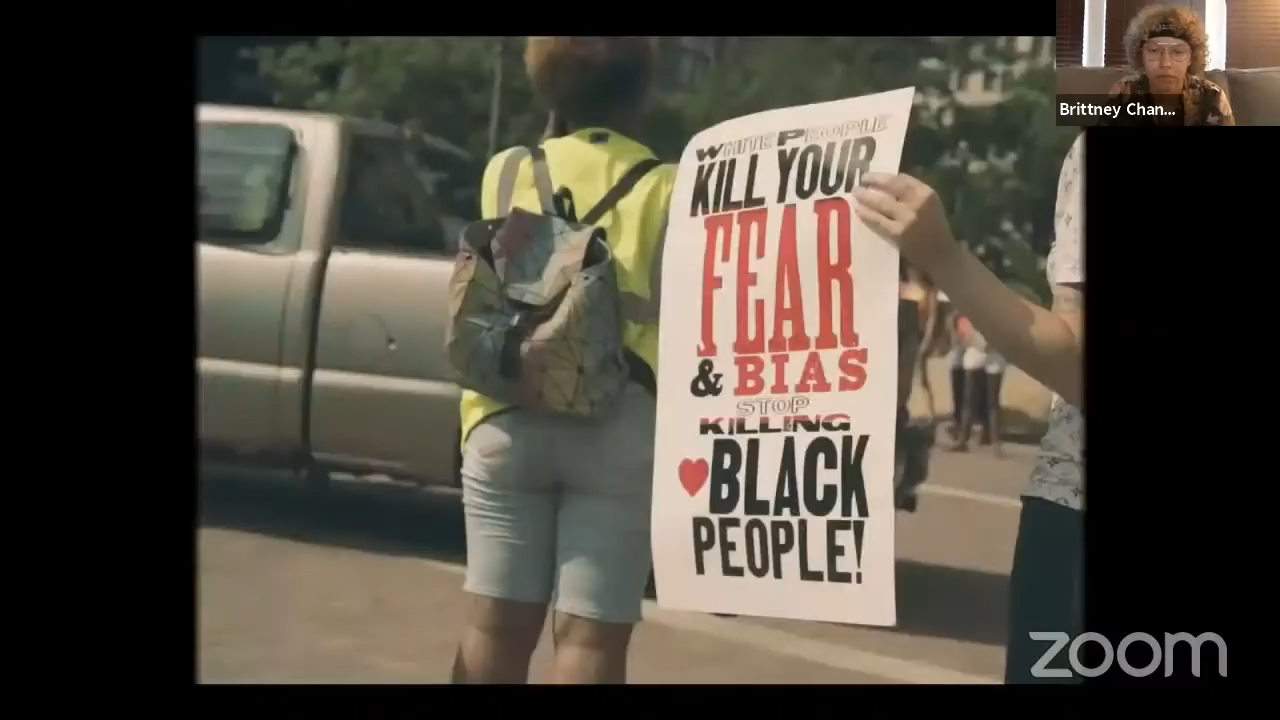 Brittney Chan...
WHITE PEOPLE
KILL YOUR
FEAR
& BIAS
STOP
KILLING
BLACK
PEOPLE!
zoom